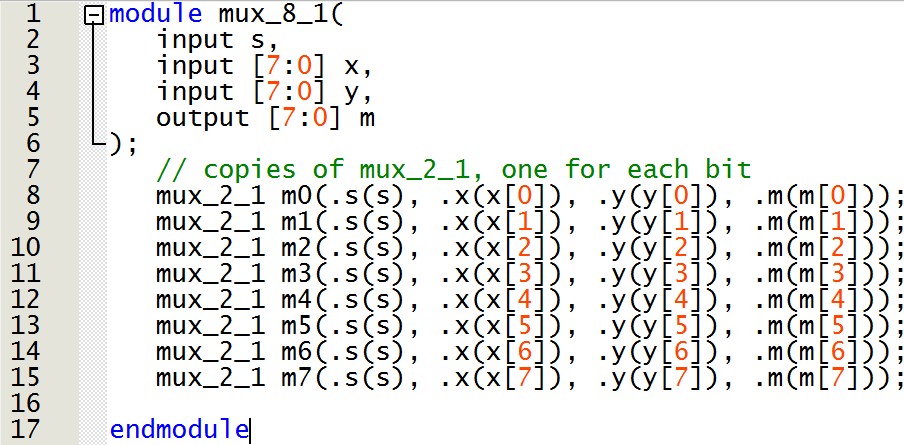 1 module mux_8_1(
2 input s,
3 input [7:0] x,
4 input [7:0] y,
5 output [7:0] m
6 );
7 // copies of mux_2_1, one for each bit
8 mux_2_1 m0(.s(s), .x(x[0]), .y(y[0]), .m(m[0]));
9 mux_2_1 m1(.s(s), .x(x[1]), .y(y[1]), .m(m[1]));
10 mux_2_1 m2(.s(s), .x(x[2]), .y(y[2]), .m(m[2]));
11 mux_2_1 m3(.s(s), .x(x[3]), .y(y[3]), .m(m[3]));
12 mux_2_1 m4(.s(s), .x(x[4]), .y(y[4]), .m(m[4]));
13 mux_2_1 m5(.s(s), .x(x[5]), .y(y[5]), .m(m[5]));
14 mux_2_1 m6(.s(s), .x(x[6]), .y(y[6]), .m(m[6]));
15 mux_2_1 m7(.s(s), .x(x[7]), .y(y[7]), .m(m[7]));
16
17 endmodule